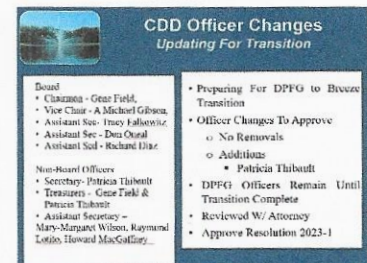 CDD Officer Changes
Updating For Transition
Board
• Chairmon - Gene Field,
• Vice Chair - A Michael Gibson,
• Assistant Sec- Tracy Falkowitz
• Assistant Sec - Don Oneal
• Assistant Sed - Richard Diaz
Non-Board Officers
• Secretary- Patricia Thibault
• Treasurers - Gene Field &
Patricia Thibault
• Assistant Secretary –
Mary-Margaret Wilson, Raymond
Lotito, Howard MacGaffney
• Preparing For DPFG to Breeze
Transition
• Officer Changes To Approve
o No Removals
o Additions
▪ Patricia Thibault
• DPFG Officers Remain Until
Transition Complete
• Reviewed W/ Attorney
• Approve Resolution 2023-1